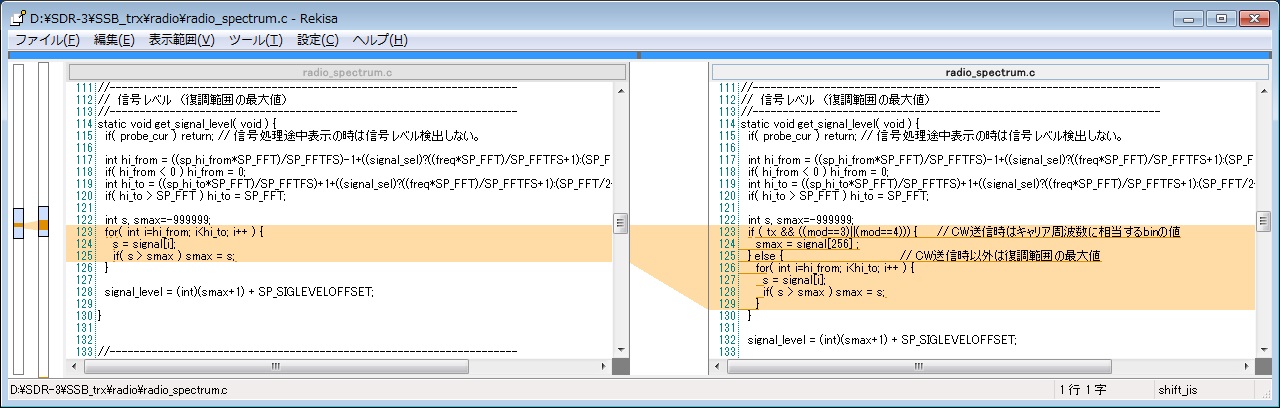 D:¥SDR-3¥SSB_trx¥radio¥radio_spectrum.c - Rekisa
ファイル(F) 編集(E) 表示範囲(V) ツール(T) 設定(C) ヘルプ(H)
radio_spectrum.c
111 //------------------------------------------------------------------------
112 // 信号レベル （復調範囲の最大値）
113 //------------------------------------------------------------------------
114 static void get_signal_level( void ) {
115 if( probe_cur ) return; // 信号処理途中表示の時は信号レベル検出しない。
116
117 int hi_from = ((sp_hi_from*SP_FFT)/SP_FFTFS)-1+((signal_sel)?((freq*SP_FFT)/SP_FFTFS+1):(SP_F
118 if( hi_from < 0 ) hi_from = 0;
119 int hi_to = ((sp_hi_to*SP_FFT)/SP_FFTFS)+1+((signal_sel)?((freq*SP_FFT)/SP_FFTFS+1):(SP_FFT/2
120 if( hi_to > SP_FFT ) hi_to = SP_FFT;
121
122 int s, smax=-999999;
123 for( int i=hi_from; i<hi_to; i++ ) {
124 s = signal[i];
125 if( s > smax ) smax = s;
126 }
127
128 signal_level = (int)(smax+1) + SP_SIGLEVELOFFSET;
129
130 }
131
132
133 //------------------------------------------------------------------------
radio_spectrum.c
111 //------------------------------------------------------------------------
112 // 信号レベル （復調範囲の最大値）
113 //------------------------------------------------------------------------
114 static void get_signal_level( void ) {
115 if( probe_cur ) return; // 信号処理途中表示の時は信号レベル検出しない。
116
117 int hi_from = ((sp_hi_from*SP_FFT)/SP_FFTFS)-1+((signal_sel)?((freq*SP_FFT)/SP_FFTFS+1):(SP_F
118 if( hi_from < 0 ) hi_from = 0;
119 int hi_to = ((sp_hi_to*SP_FFT)/SP_FFTFS)+1+((signal_sel)?((freq*SP_FFT)/SP_FFTFS+1):(SP_FFT/2
120 if( hi_to > SP_FFT ) hi_to = SP_FFT;
121
122 int s, smax=-999999;
123 if ( tx && ((mod==3)||(mod==4))) { // CW送信時はキャリア周波数に相当するbinの値
124 smax = signal[256] ;
125 } else { // CW送信時以外は復調範囲の最大値
126 for( int i=hi_from; i<hi_to; i++ ) {
127 s = signal[i];
128 if( s > smax ) smax = s;
129 }
130 }
131
132 signal_level = (int)(smax+1) + SP_SIGLEVELOFFSET;
133
D:¥SDR-3¥SSB_trx¥radio¥radio_spectrum.c 1 行 1 字 shift_jis